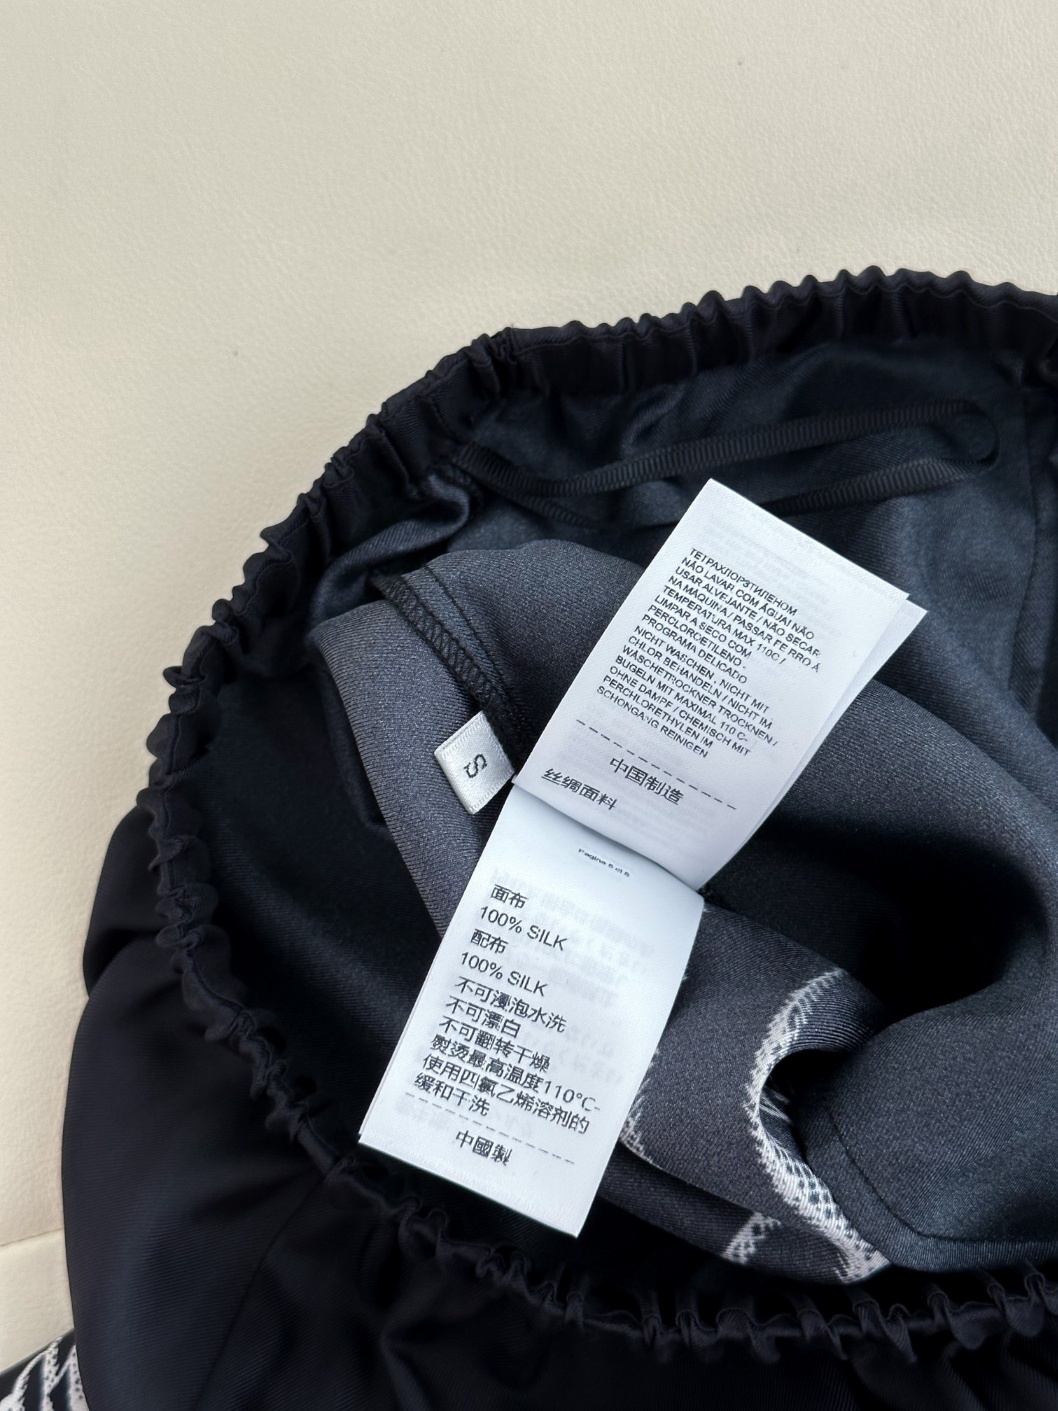 ТЕТРАХЛОРЭТИЛЕНОМ
NÃO LAVAR COM ÁGUA/ NÃO
USAR ALVEJANTE / NÃO SECAR
NA MAQUINA / PASSAR FERRO À
TEMPERATURA MAX 110C /
LIMPAR A SECO COM
PERCLOROETILENO -
PROGRAMA DELICADO
NICHT WASCHEN , NICHT MIT
CHLOR BEHANDELN / NICHT IM
WÄSCHETROCKNER TROCKNEN /
BÜGELN MIT MAXIMAL 110 C-
OHNE DAMPF / CHEMISCH MIT
PERCHLORETHYLEN IM
SCHONGANG REINIGEN
中国制造
丝绸面料
S
面布
100% SILK
配布
100% SILK
不可浸泡水洗
不可漂白
不可翻转干燥
熨烫最高温度110°C-
使用四氯乙烯溶剂的
缓和干洗
中國製